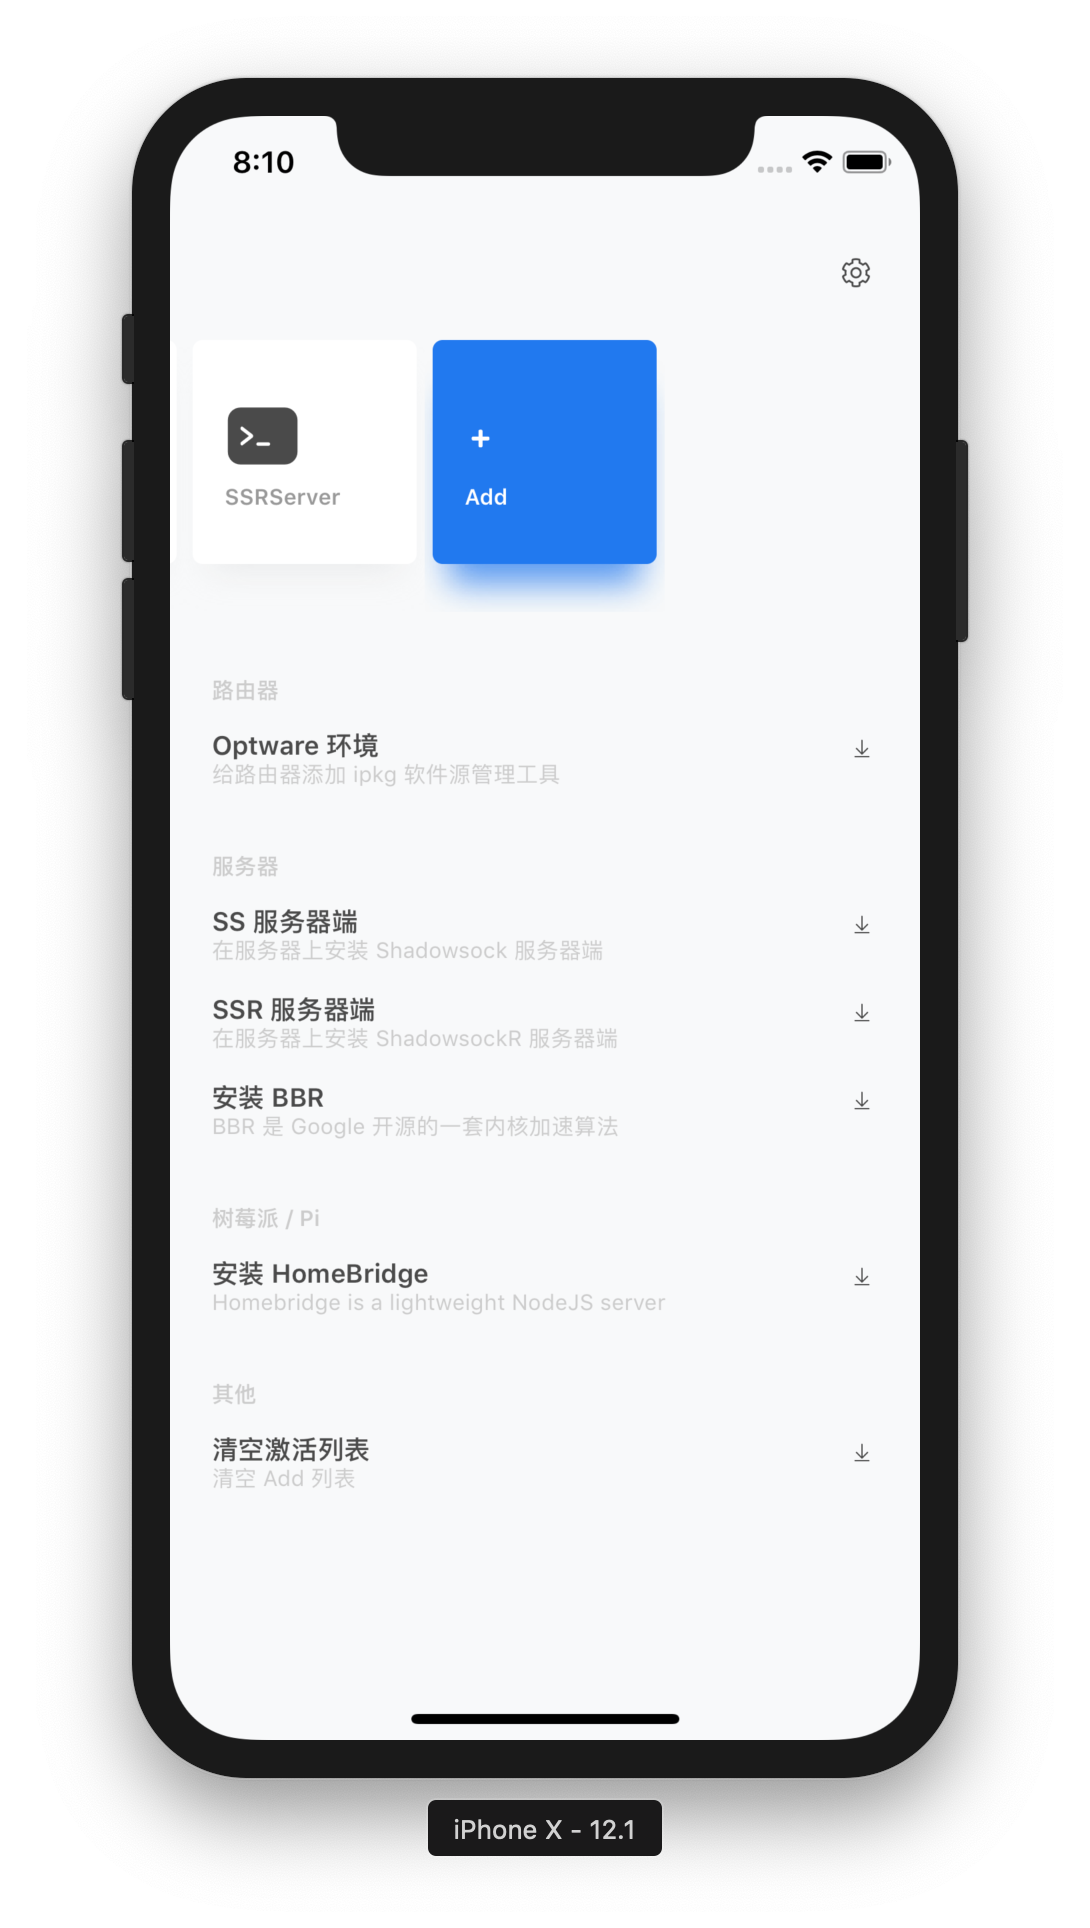 8:10
SSRServer
Add
路由器
Optware 环境
给路由器添加 ipkg 软件源管理工具
服务器
SS 服务器端
在服务器上安装 Shadowsock 服务器端
SSR 服务器端
在服务器上安装 ShadowsockR 服务器端
安装 BBR
BBR 是 Google 开源的一套内核加速算法
树莓派 / Pi
安装 HomeBridge
Homebridge is a lightweight NodeJS server
其他
清空激活列表
清空 Add 列表
iPhone X - 12.1